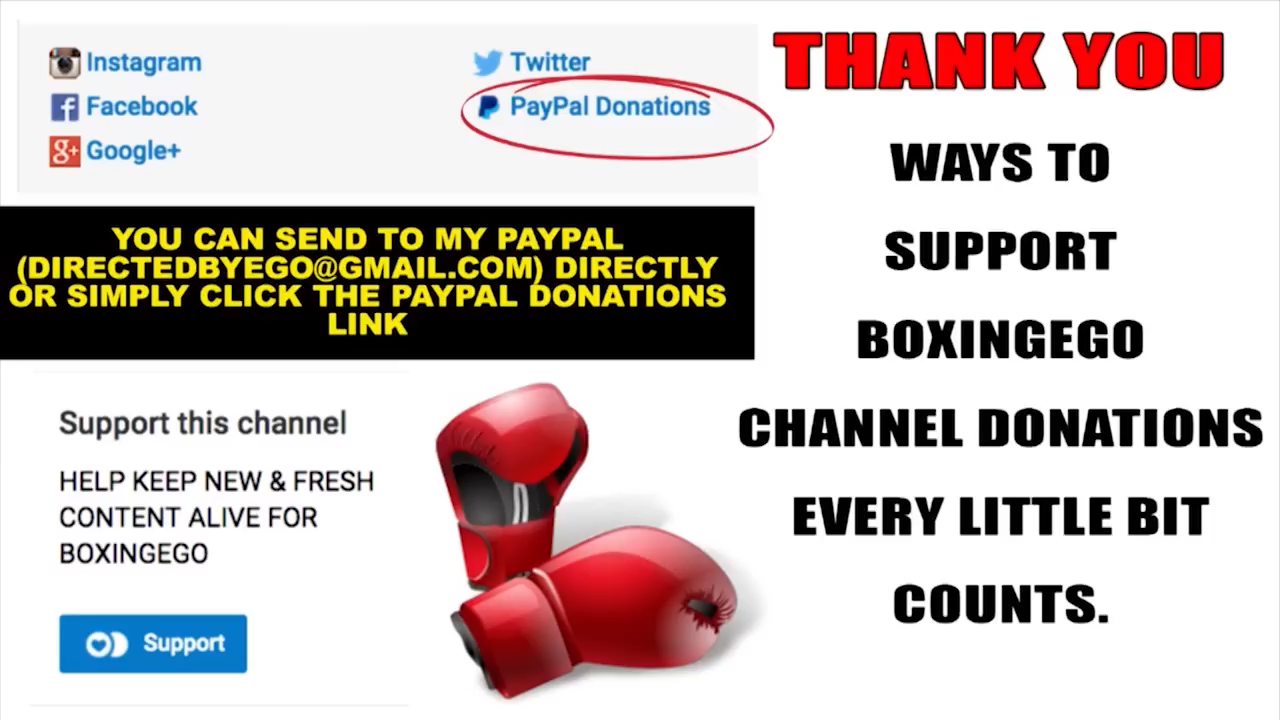 Instagram
Twitter
Facebook
PayPal Donations
Google+
YOU CAN SEND TO MY PAYPAL
(DIRECTEDBYEGO@GMAIL.COM) DIRECTLY
OR SIMPLY CLICK THE PAYPAL DONATIONS
LINK
Support this channel
HELP KEEP NEW & FRESH
CONTENT ALIVE FOR
BOXINGEGO
Support
THANK YOU
WAYS TO
SUPPORT
BOXINGEGO
CHANNEL DONATIONS
EVERY LITTLE BIT
COUNTS.